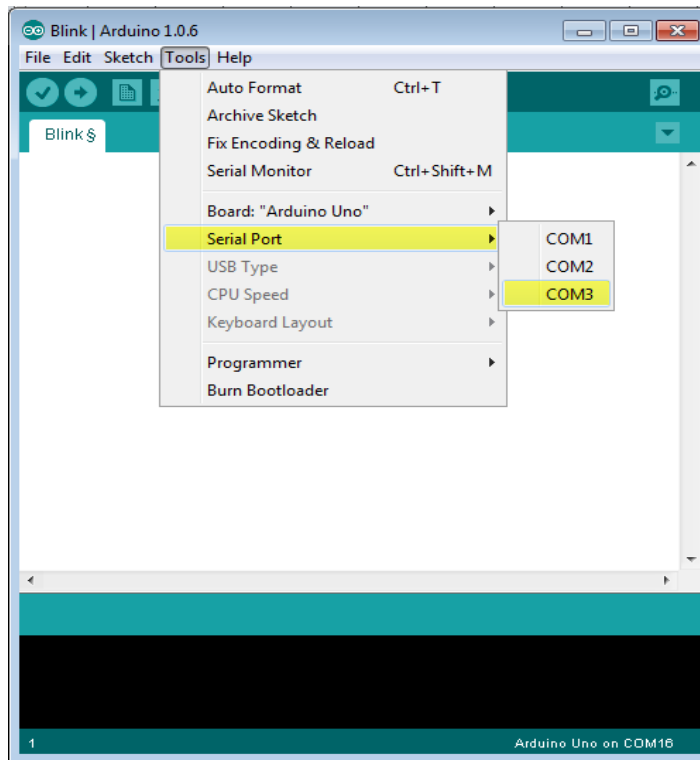 Blink | Arduino 1.0.6
File Edit Sketch Tools Help
Auto Format Ctrl+T
Archive Sketch
Fix Encoding & Reload
Serial Monitor Ctrl+Shift+M
Blink §
Board: "Arduino Uno"
Serial Port
USB Type
CPU Speed
Keyboard Layout
Programmer
Burn Bootloader
COM1
COM2
COM3
1 Arduino Uno on COM16